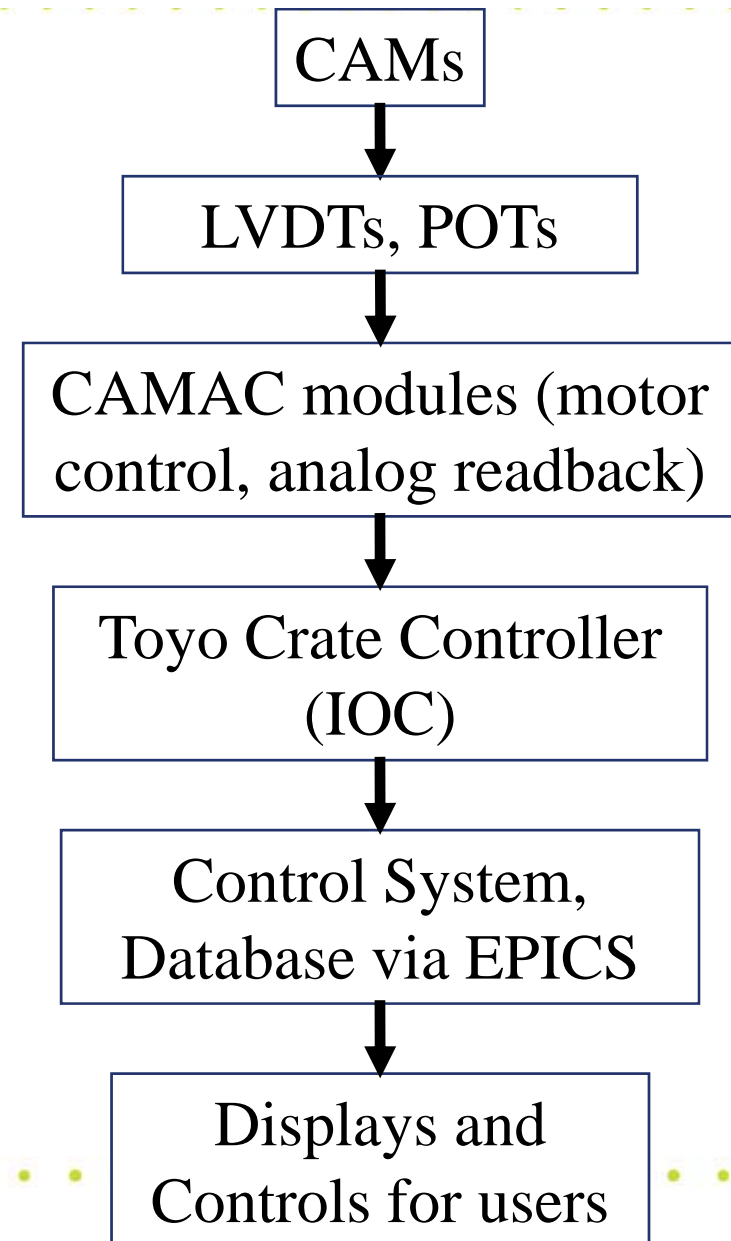 CAMs
LVDTs, POTs
CAMAC modules (motor
control, analog readback)
Toyo Crate Controller
(IOC)
Control System,
Database via EPICS
Displays and
Controls for users